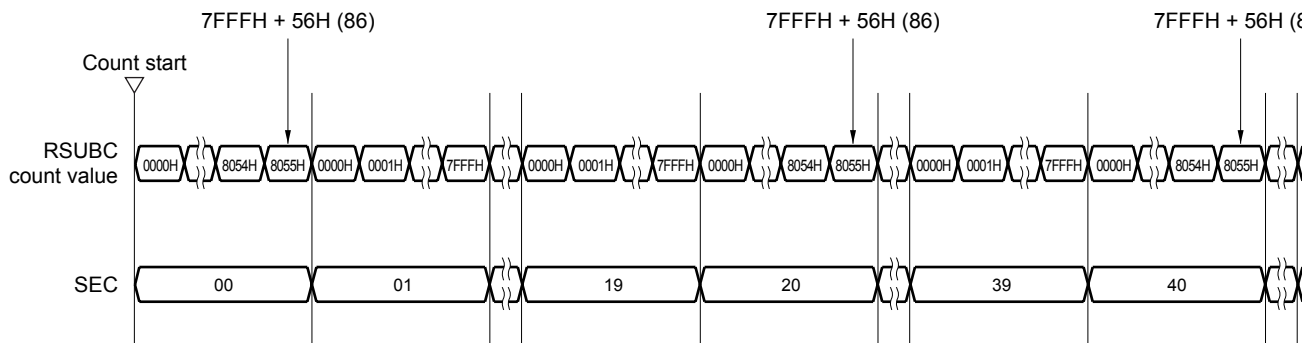 7FFFH + 56H (86) 7FFFH + 56H (86) 7FFFH + 56H (8
Count start
RSUBC
count value
0000H 8054H 8055H 0000H 0001H 7FFFH 0000H 0001H 7FFFH 0000H 8054H 8055H 0000H 0001H 7FFFH 0000H 8054H 8055H
SEC 00 01 19 20 39 40